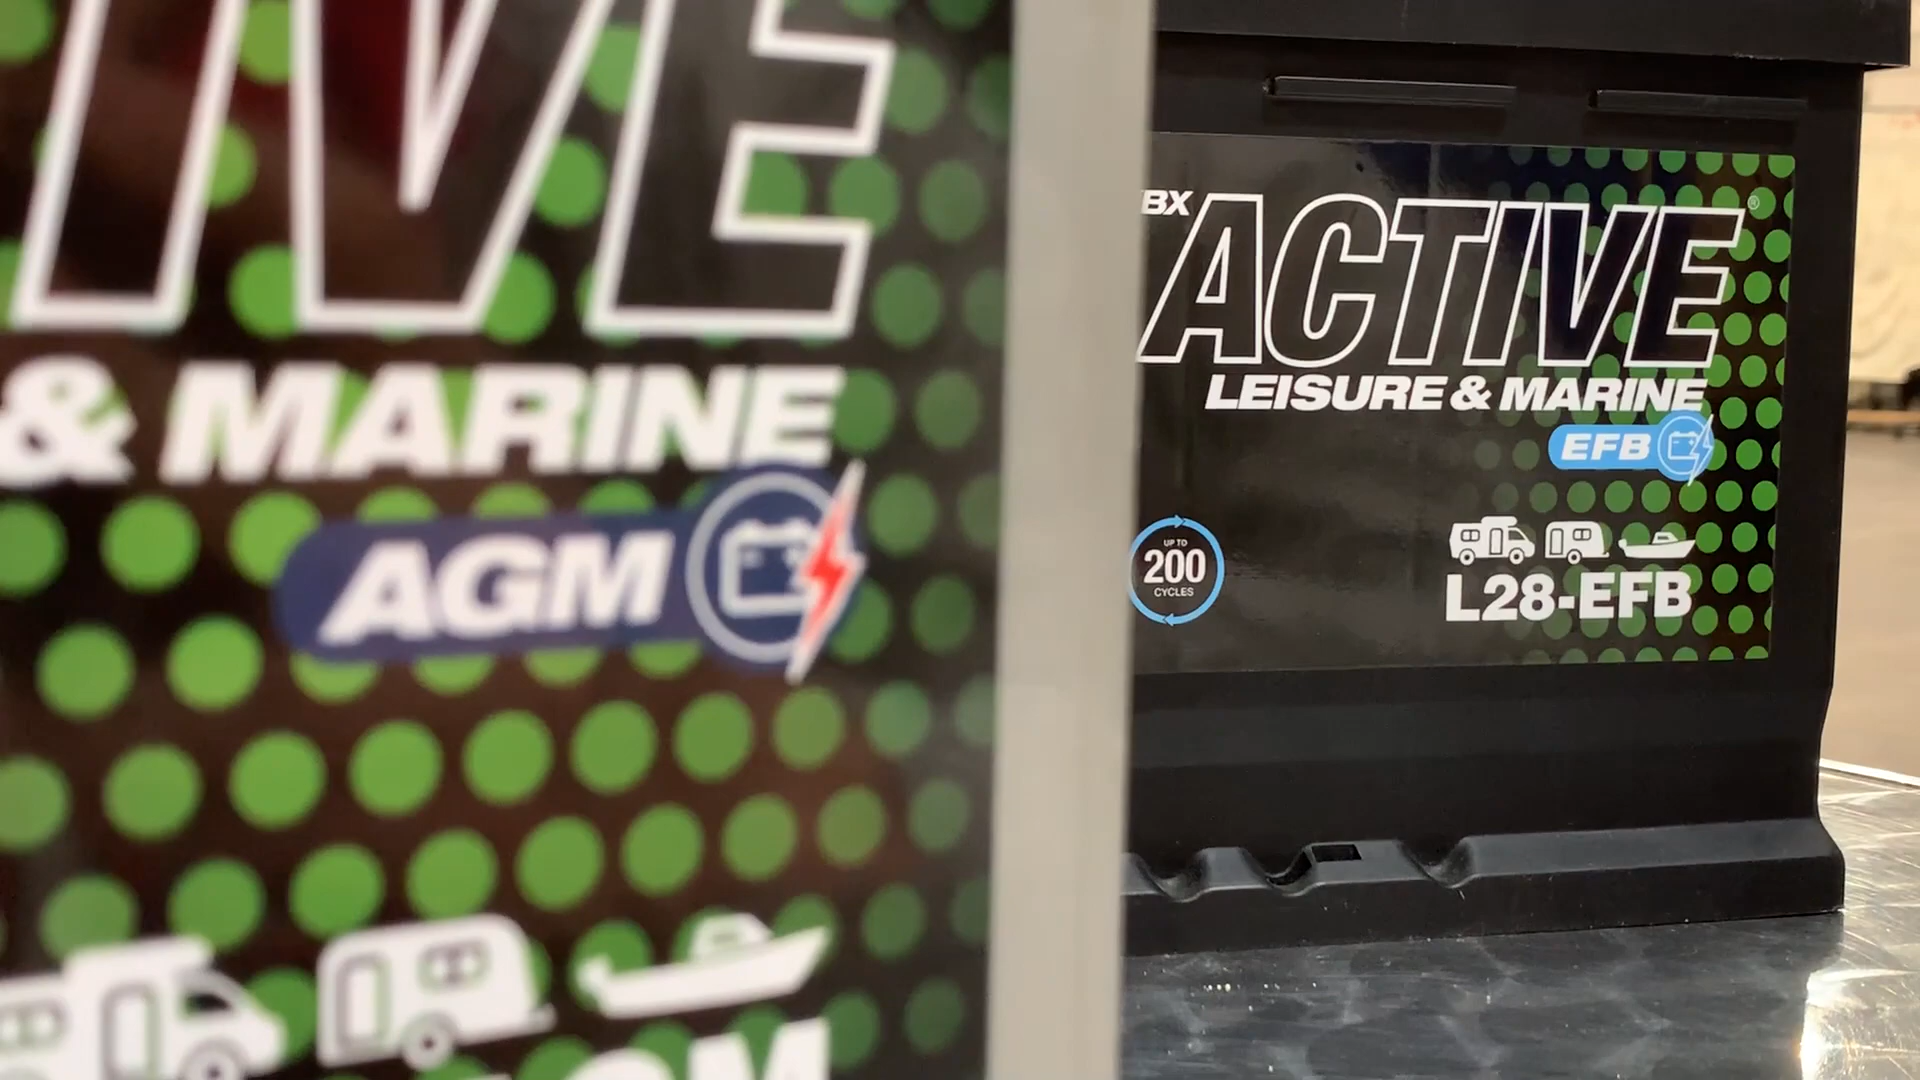 IVE
& MARINE
AGM
BX ACTIVE®
LEISURE & MARINE
EFB
UP TO
200
CYCLES
L28-EFB